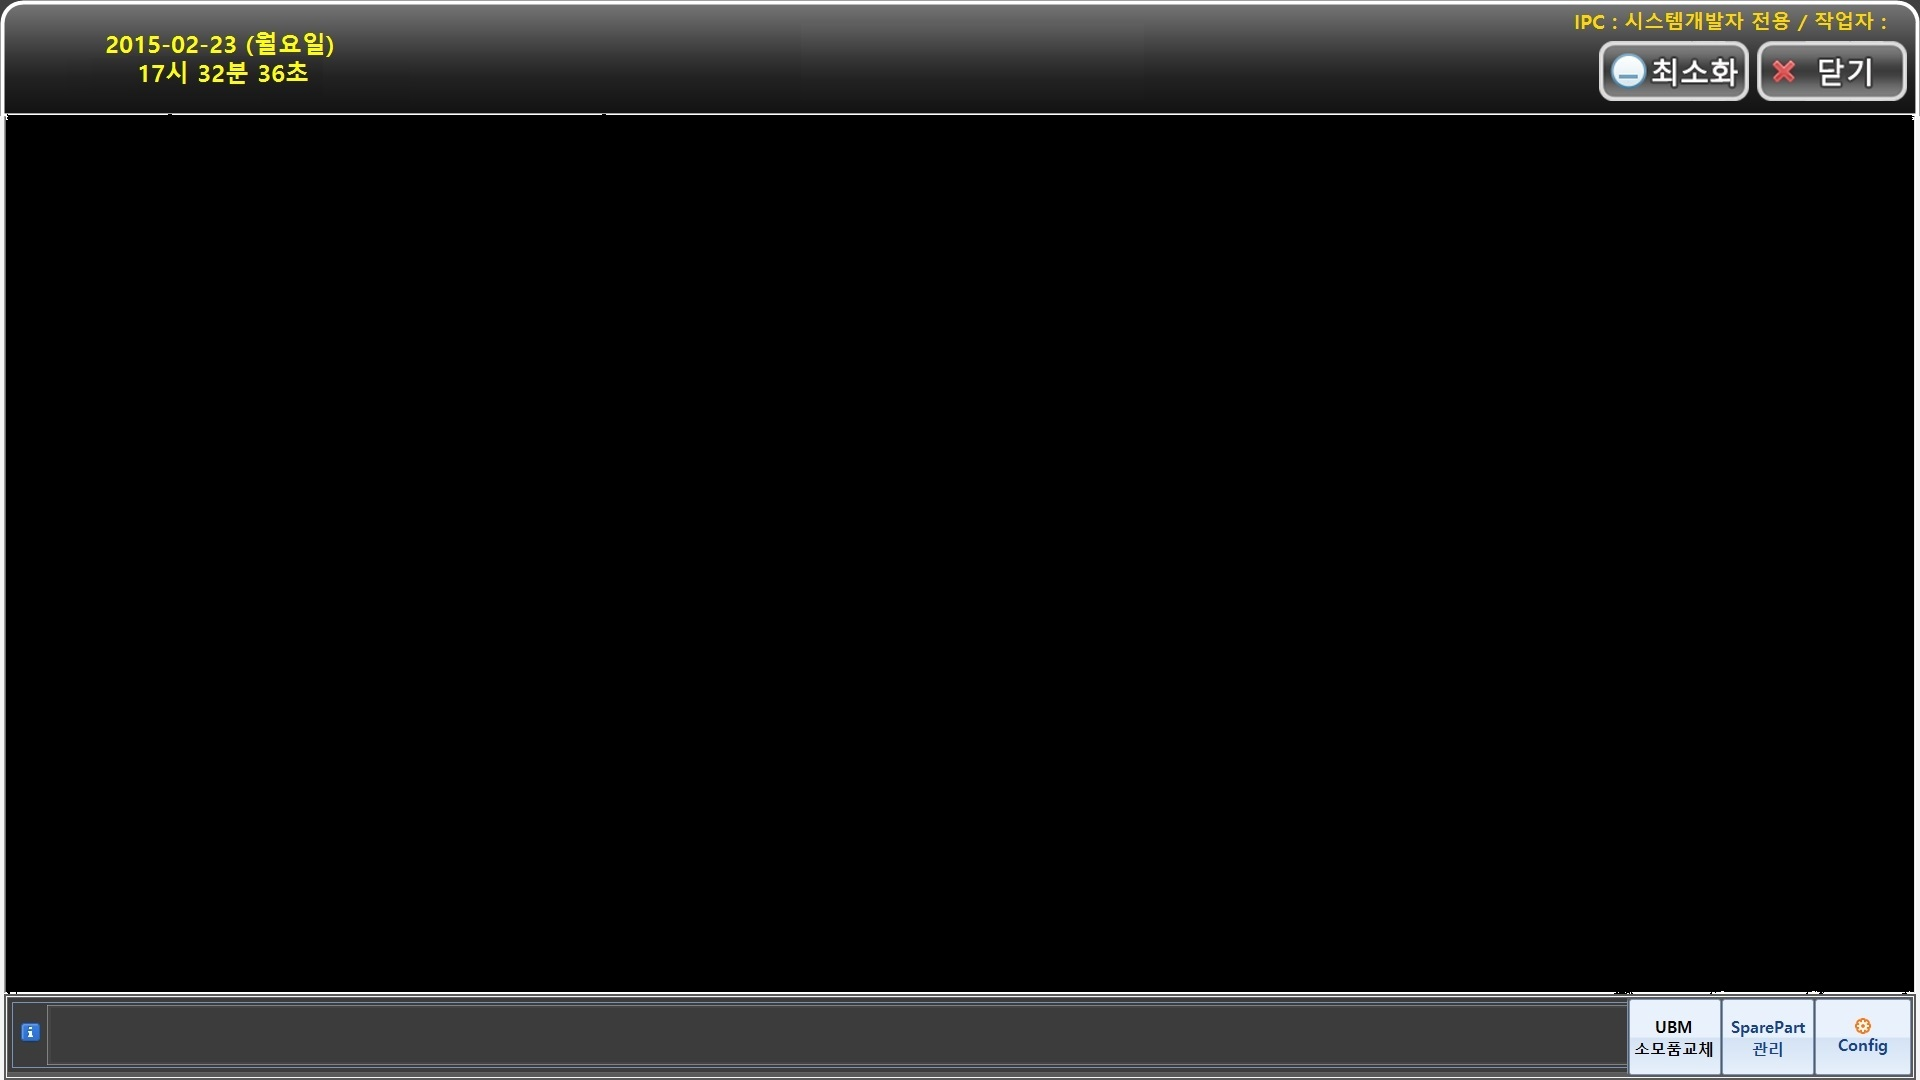 2015-02-23 (월요일)
17시 32분 36초
IPC : 시스템개발자 전용 / 작업자 :
최소화
닫기
UBM
소모품교체
SparePart
관리
Config